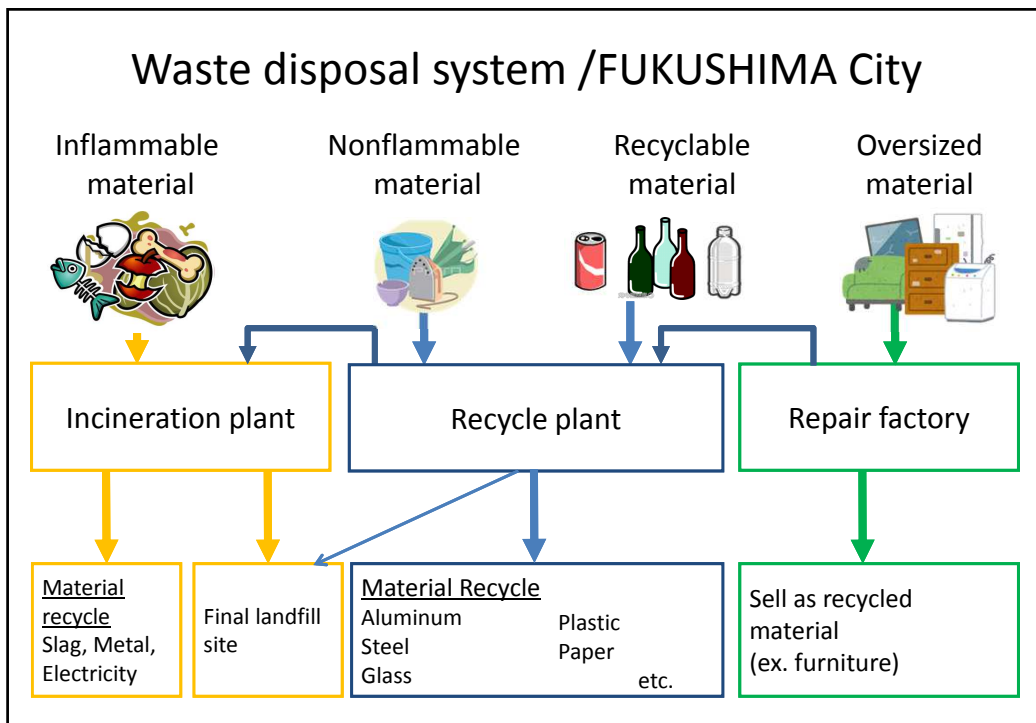 Waste disposal system /FUKUSHIMA City
Inflammable
material
Nonflammable
material
Recyclable
material
Oversized
material
Incineration plant
Recycle plant
Repair factory
Material
recycle
Slag, Metal,
Electricity
Final landfill
site
Material Recycle
Aluminum
Steel
Glass
Plastic
Paper
etc.
Sell as recycled
material
(ex. furniture)